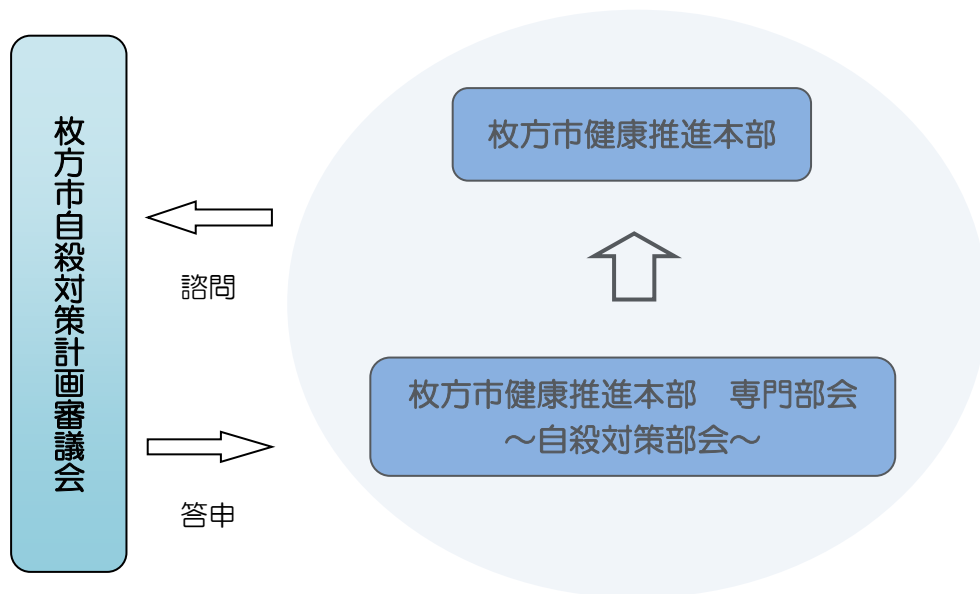 枚方市自殺対策計画審議会
枚方市健康推進本部
諮問
枚方市健康推進本部　専門部会
～自殺対策部会～
答申